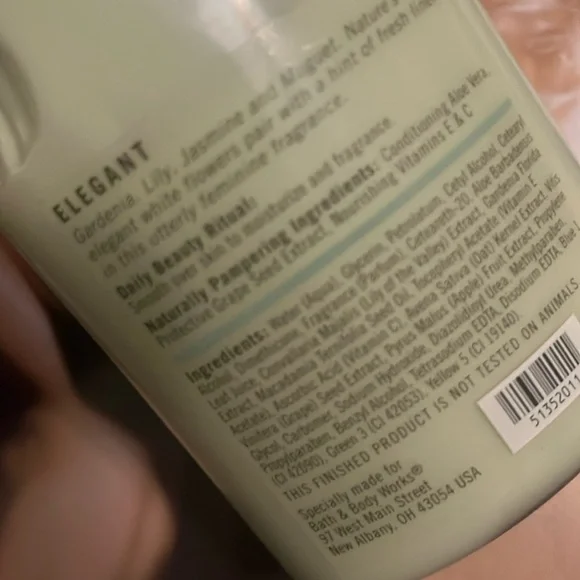 ELEGANT
Gardenia, Lily, Jasmine and Muguet. Nature's
elegant white flowers pair with a hint of fresh linen
in this utterly feminine fragrance.
Daily Beauty Ritual:
Smooth over skin to moisturize and fragrance.
Naturally Pampering Ingredients: Conditioning Aloe Vera,
Protective Grape Seed Extract, Nourishing Vitamins E & C
Ingredients: Water (Aqua), Glycerin, Petrolatum, Cetyl Alcohol, Cetearyl
Alcohol, Dimethicone, Fragrance (Parfum), Ceteareth-20, Aloe Barbadensis
Leaf Juice, Convallaria Majalis (Lily of the Valley) Extract, Gardenia Florida
Extract, Macadamia Ternifolia Seed Oil, Tocopheryl Acetate (Vitamin E
Acetate), Ascorbic Acid (Vitamin C), Avena Sativa (Oat) Kernel Extract, Vitis
Vinifera (Grape) Seed Extract, Pyrus Malus (Apple) Fruit Extract, Propylene
Glycol, Carbomer, Sodium Hydroxide, Diazolidinyl Urea, Methylparaben,
Propylparaben, Benzyl Alcohol, Tetrasodium EDTA, Disodium EDTA, Blue 1
(CI 42090), Green 3 (CI 42053), Yellow 5 (CI 19140).
THIS FINISHED PRODUCT IS NOT TESTED ON ANIMALS
Specially made for
Bath & Body Works®
97 West Main Street
New Albany, OH 43054 USA
5135201